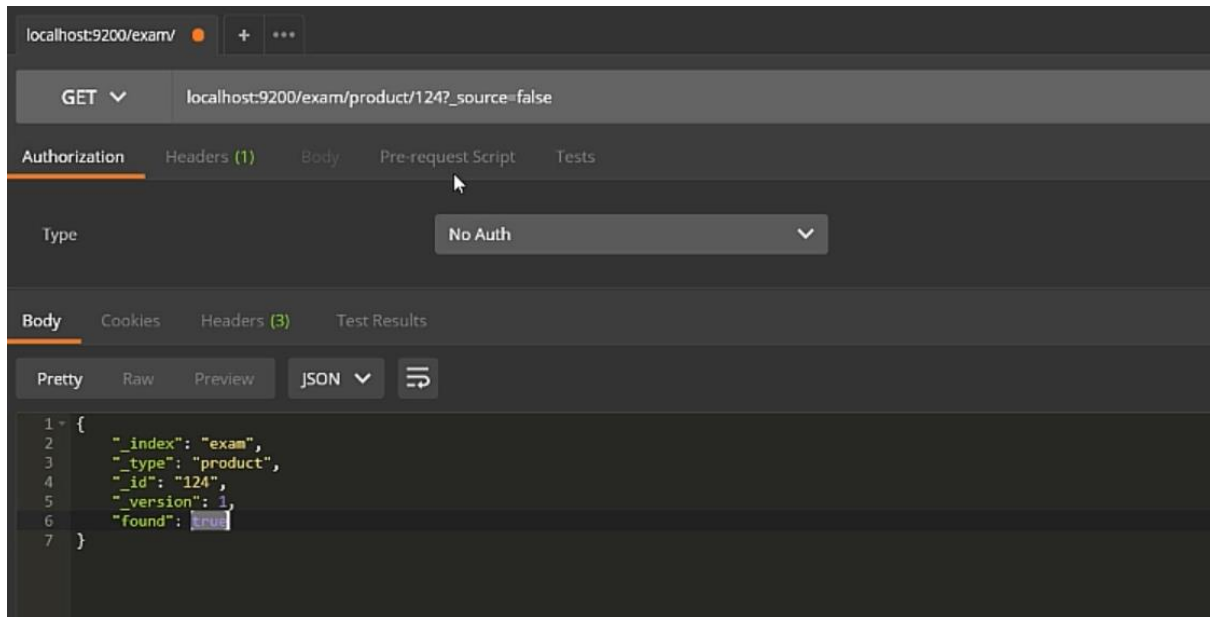 localhost:9200/exam/ + •••
GET localhost:9200/exam/product/124?_source=false
Authorization Headers (1) Body Pre-request Script Tests
Type No Auth
Body Cookies Headers (3) Test Results
Pretty Raw Preview JSON
1 {
2 "_index": "exam",
3 "_type": "product",
4 "_id": "124",
5 "_version": 1,
6 "found": true
7 }